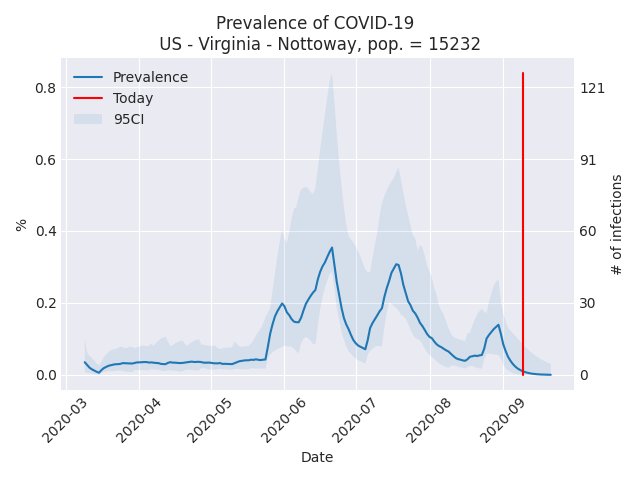 Prevalence of COVID-19
US - Virginia - Nottoway, pop. = 15232
Prevalence
Today
95CI
0.8
0.6
0.4
0.2
0.0
%
121
91
60
30
0
# of infections
2020-03
2020-04
2020-05
2020-06
2020-07
2020-08
2020-09
Date